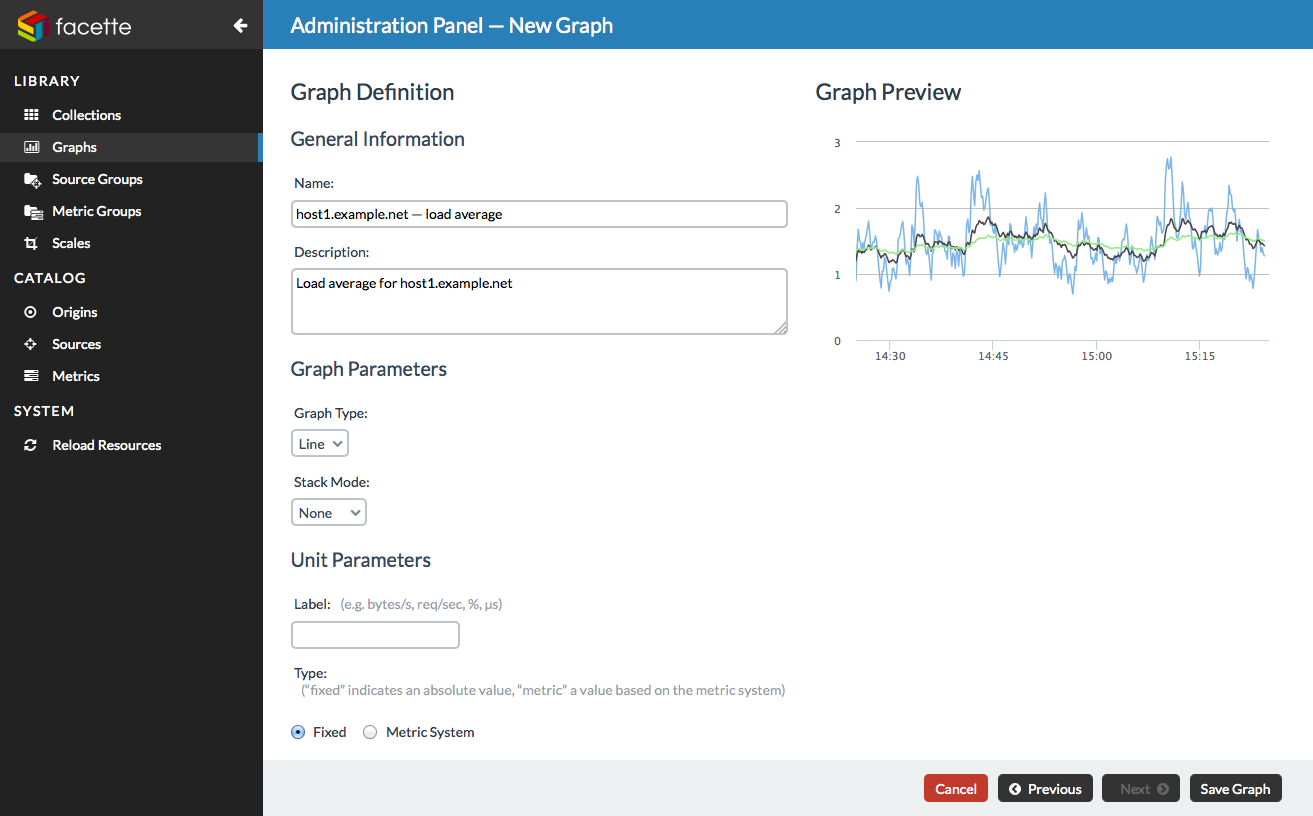 facette
Administration Panel — New Graph
LIBRARY
Collections
Graphs
Source Groups
Metric Groups
Scales
CATALOG
Origins
Sources
Metrics
SYSTEM
Reload Resources
Graph Definition
General Information
Name:
host1.example.net — load average
Description:
Load average for host1.example.net
Graph Parameters
Graph Type:
Line
Stack Mode:
None
Unit Parameters
Label: (e.g. bytes/s, req/sec, %, µs)
Type:
(“fixed” indicates an absolute value, “metric” a value based on the metric system)
Fixed Metric System
Graph Preview
3
2
1
0
14:30 14:45 15:00 15:15
Cancel Previous Next Save Graph